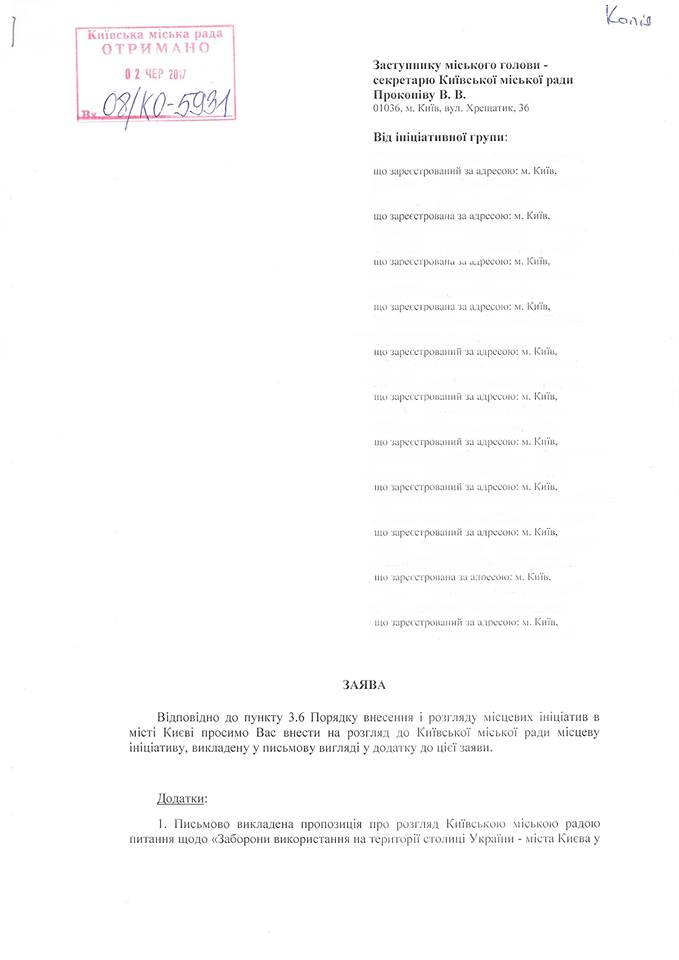 Копія
Київська міська рада
ОТРИМАНО
02 ЧЕР 2017
Вх. 08/КО-5931
Заступнику міського голови -
секретарю Київської міської ради
Прокопіву В. В.
01036, м. Київ, вул. Хрещатик, 36
Від ініціативної групи:
що зареєстрований за адресою: м. Київ,
що зареєстрована за адресою: м. Київ,
що зареєстрована за адресою: м. Київ,
що зареєстрована за адресою: м. Київ,
що зареєстрований за адресою: м. Київ,
що зареєстрований за адресою: м. Київ,
що зареєстрований за адресою: м. Київ,
що зареєстрований за адресою: м. Київ,
що зареєстрований за адресою: м. Київ,
що зареєстрована за адресою: м. Київ,
що зареєстрований за адресою: м. Київ,
ЗАЯВА
Відповідно до пункту 3.6 Порядку внесення і розгляду місцевих ініціатив в
місті Києві просимо Вас внести на розгляд до Київської міської ради місцеву
ініціативу, викладену у письмову вигляді у додатку до цієї заяви.
Додатки:
1. Письмово викладена пропозиція про розгляд Київською міською радою
питання щодо «Заборони використання на території столиці України - міста Києва у